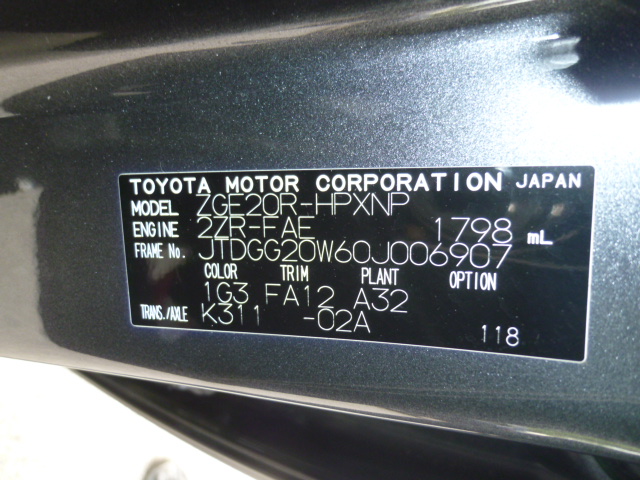 TOYOTA MOTOR CORPORATION JAPAN
MODEL ZGE20R-HPXNP
ENGINE 2ZR-FAE 1798 mL
FRAME No. JTDGG20W60J006907
COLOR TRIM PLANT OPTION
1G3 FA12 A32
TRANS./AXLE K311 -02A
118